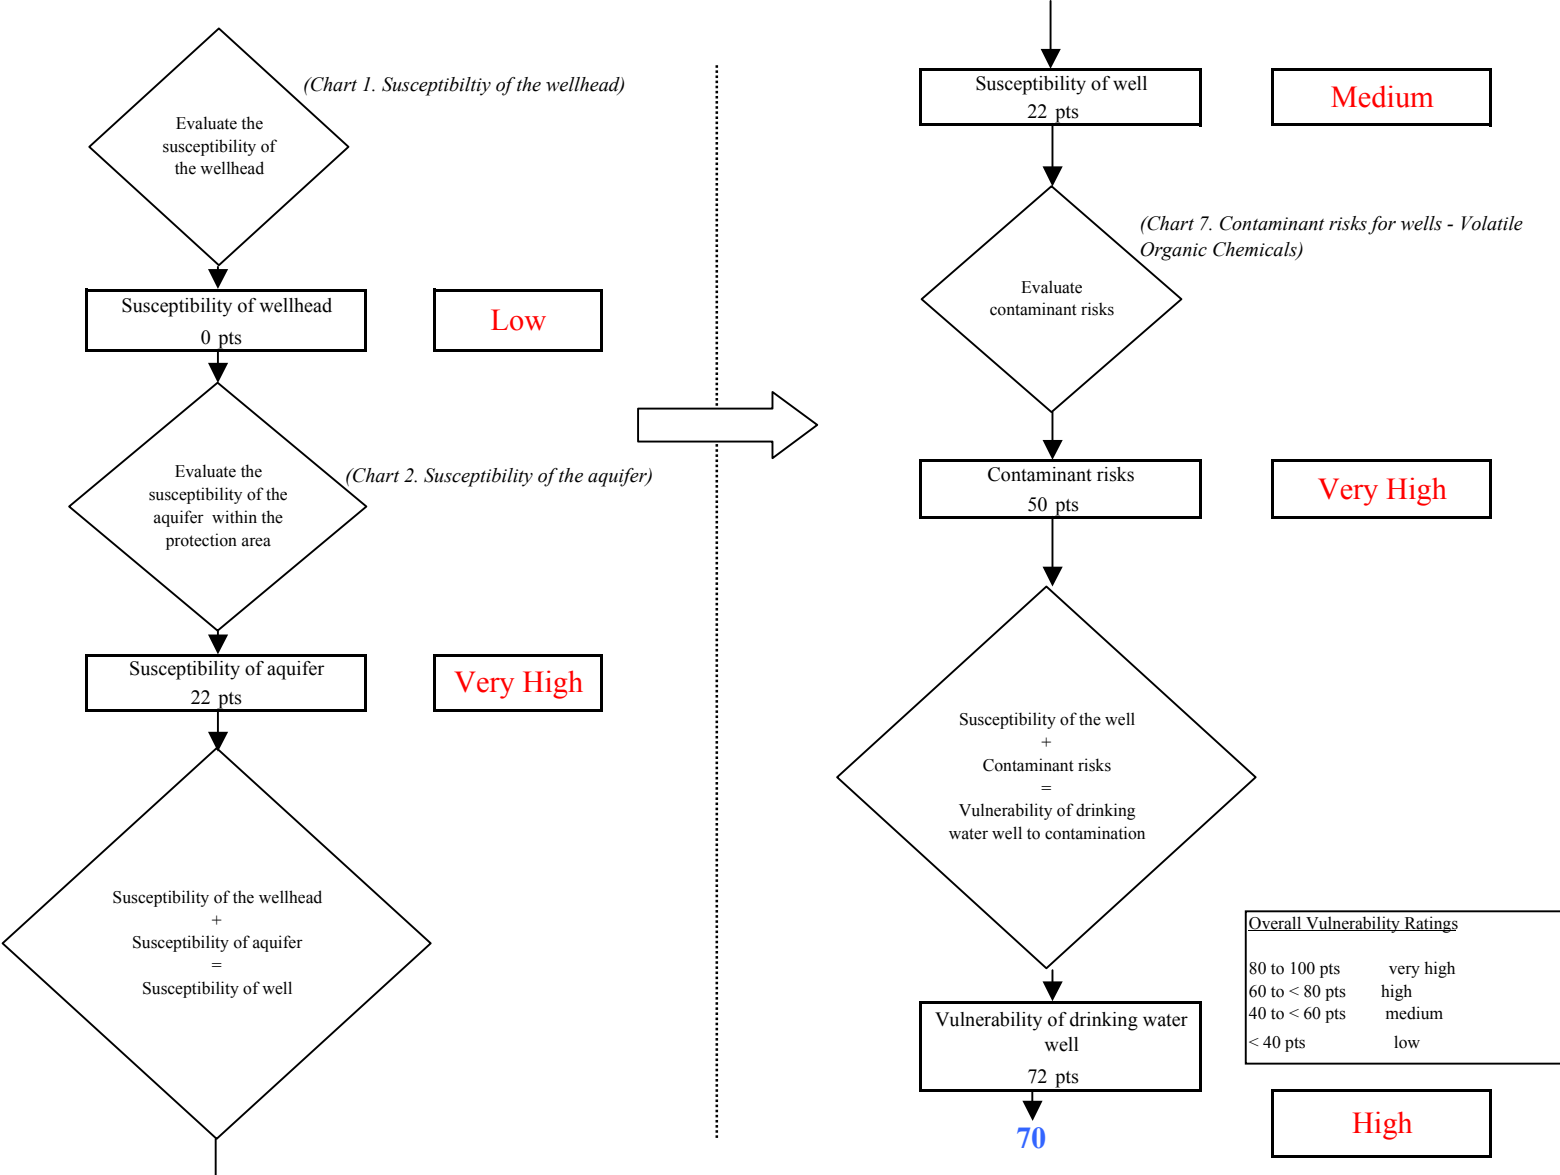 (Chart 1. Susceptibiltiy of the wellhead)
Evaluate the
susceptibility of
the wellhead
Susceptibility of wellhead
0 pts
Low
(Chart 2. Susceptibility of the aquifer)
Evaluate the
susceptibility of the
aquifer within the
protection area
Susceptibility of aquifer
22 pts
Very High
Susceptibility of the wellhead
+
Susceptibility of aquifer
=
Susceptibility of well
Susceptibility of well
22 pts
Medium
(Chart 7. Contaminant risks for wells - Volatile
Organic Chemicals)
Evaluate
contaminant risks
Contaminant risks
50 pts
Very High
Susceptibility of the well
+
Contaminant risks
=
Vulnerability of drinking
water well to contamination
Overall Vulnerability Ratings
80 to 100 pts very high
60 to < 80 pts high
40 to < 60 pts medium
< 40 pts low
Vulnerability of drinking water
well
72 pts
70
High